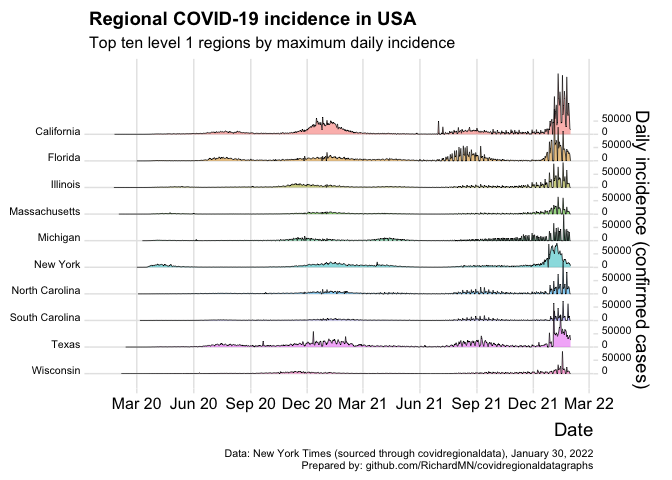 Regional COVID-19 incidence in USA
Top ten level 1 regions by maximum daily incidence
California
Florida
Illinois
Massachusetts
Michigan
New York
North Carolina
South Carolina
Texas
Wisconsin
50000
0
50000
0
50000
0
50000
0
50000
0
50000
0
50000
0
50000
0
50000
0
50000
0
Daily incidence (confirmed cases)
Mar 20 Jun 20 Sep 20 Dec 20 Mar 21 Jun 21 Sep 21 Dec 21 Mar 22
Date
Data: New York Times (sourced through covidregionaldata), January 30, 2022
Prepared by: github.com/RichardMN/covidregionaldatagraphs